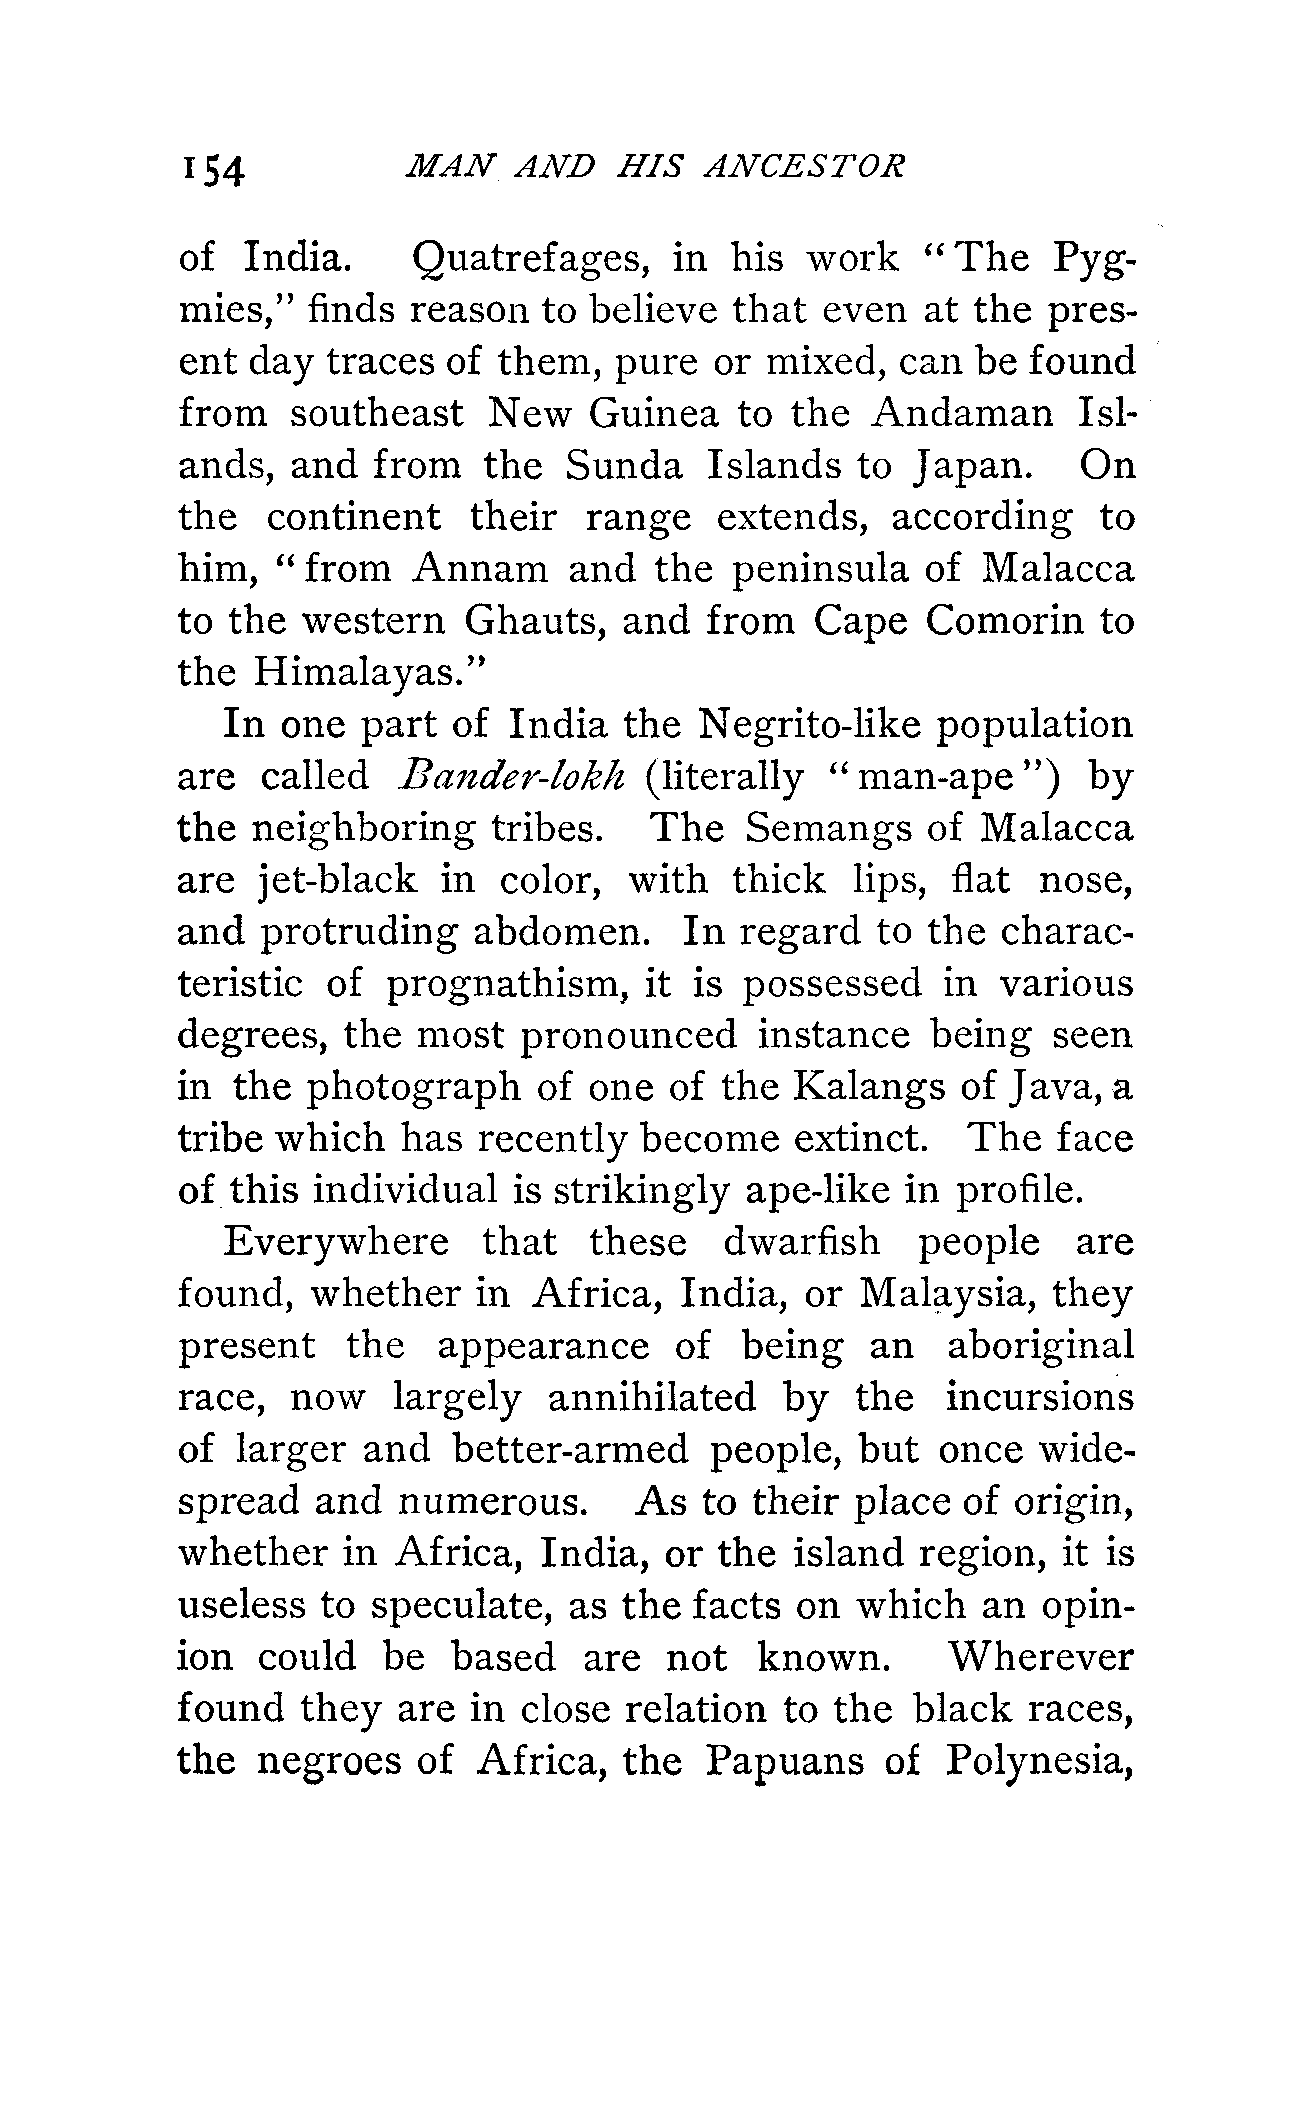 154 MAN AND HIS ANCESTOR
of India. Quatrefages, in his work “The Pyg-
mies,” finds reason to believe that even at the pres-
ent day traces of them, pure or mixed, can be found
from southeast New Guinea to the Andaman Isl-
ands, and from the Sunda Islands to Japan. On
the continent their range extends, according to
him, “from Annam and the peninsula of Malacca
to the western Ghauts, and from Cape Comorin to
the Himalayas.”
In one part of India the Negrito-like population
are called Bander-lokh (literally “man-ape”) by
the neighboring tribes. The Semangs of Malacca
are jet-black in color, with thick lips, flat nose,
and protruding abdomen. In regard to the charac-
teristic of prognathism, it is possessed in various
degrees, the most pronounced instance being seen
in the photograph of one of the Kalangs of Java, a
tribe which has recently become extinct. The face
of this individual is strikingly ape-like in profile.
Everywhere that these dwarfish people are
found, whether in Africa, India, or Malaysia, they
present the appearance of being an aboriginal
race, now largely annihilated by the incursions
of larger and better-armed people, but once wide-
spread and numerous. As to their place of origin,
whether in Africa, India, or the island region, it is
useless to speculate, as the facts on which an opin-
ion could be based are not known. Wherever
found they are in close relation to the black races,
the negroes of Africa, the Papuans of Polynesia,